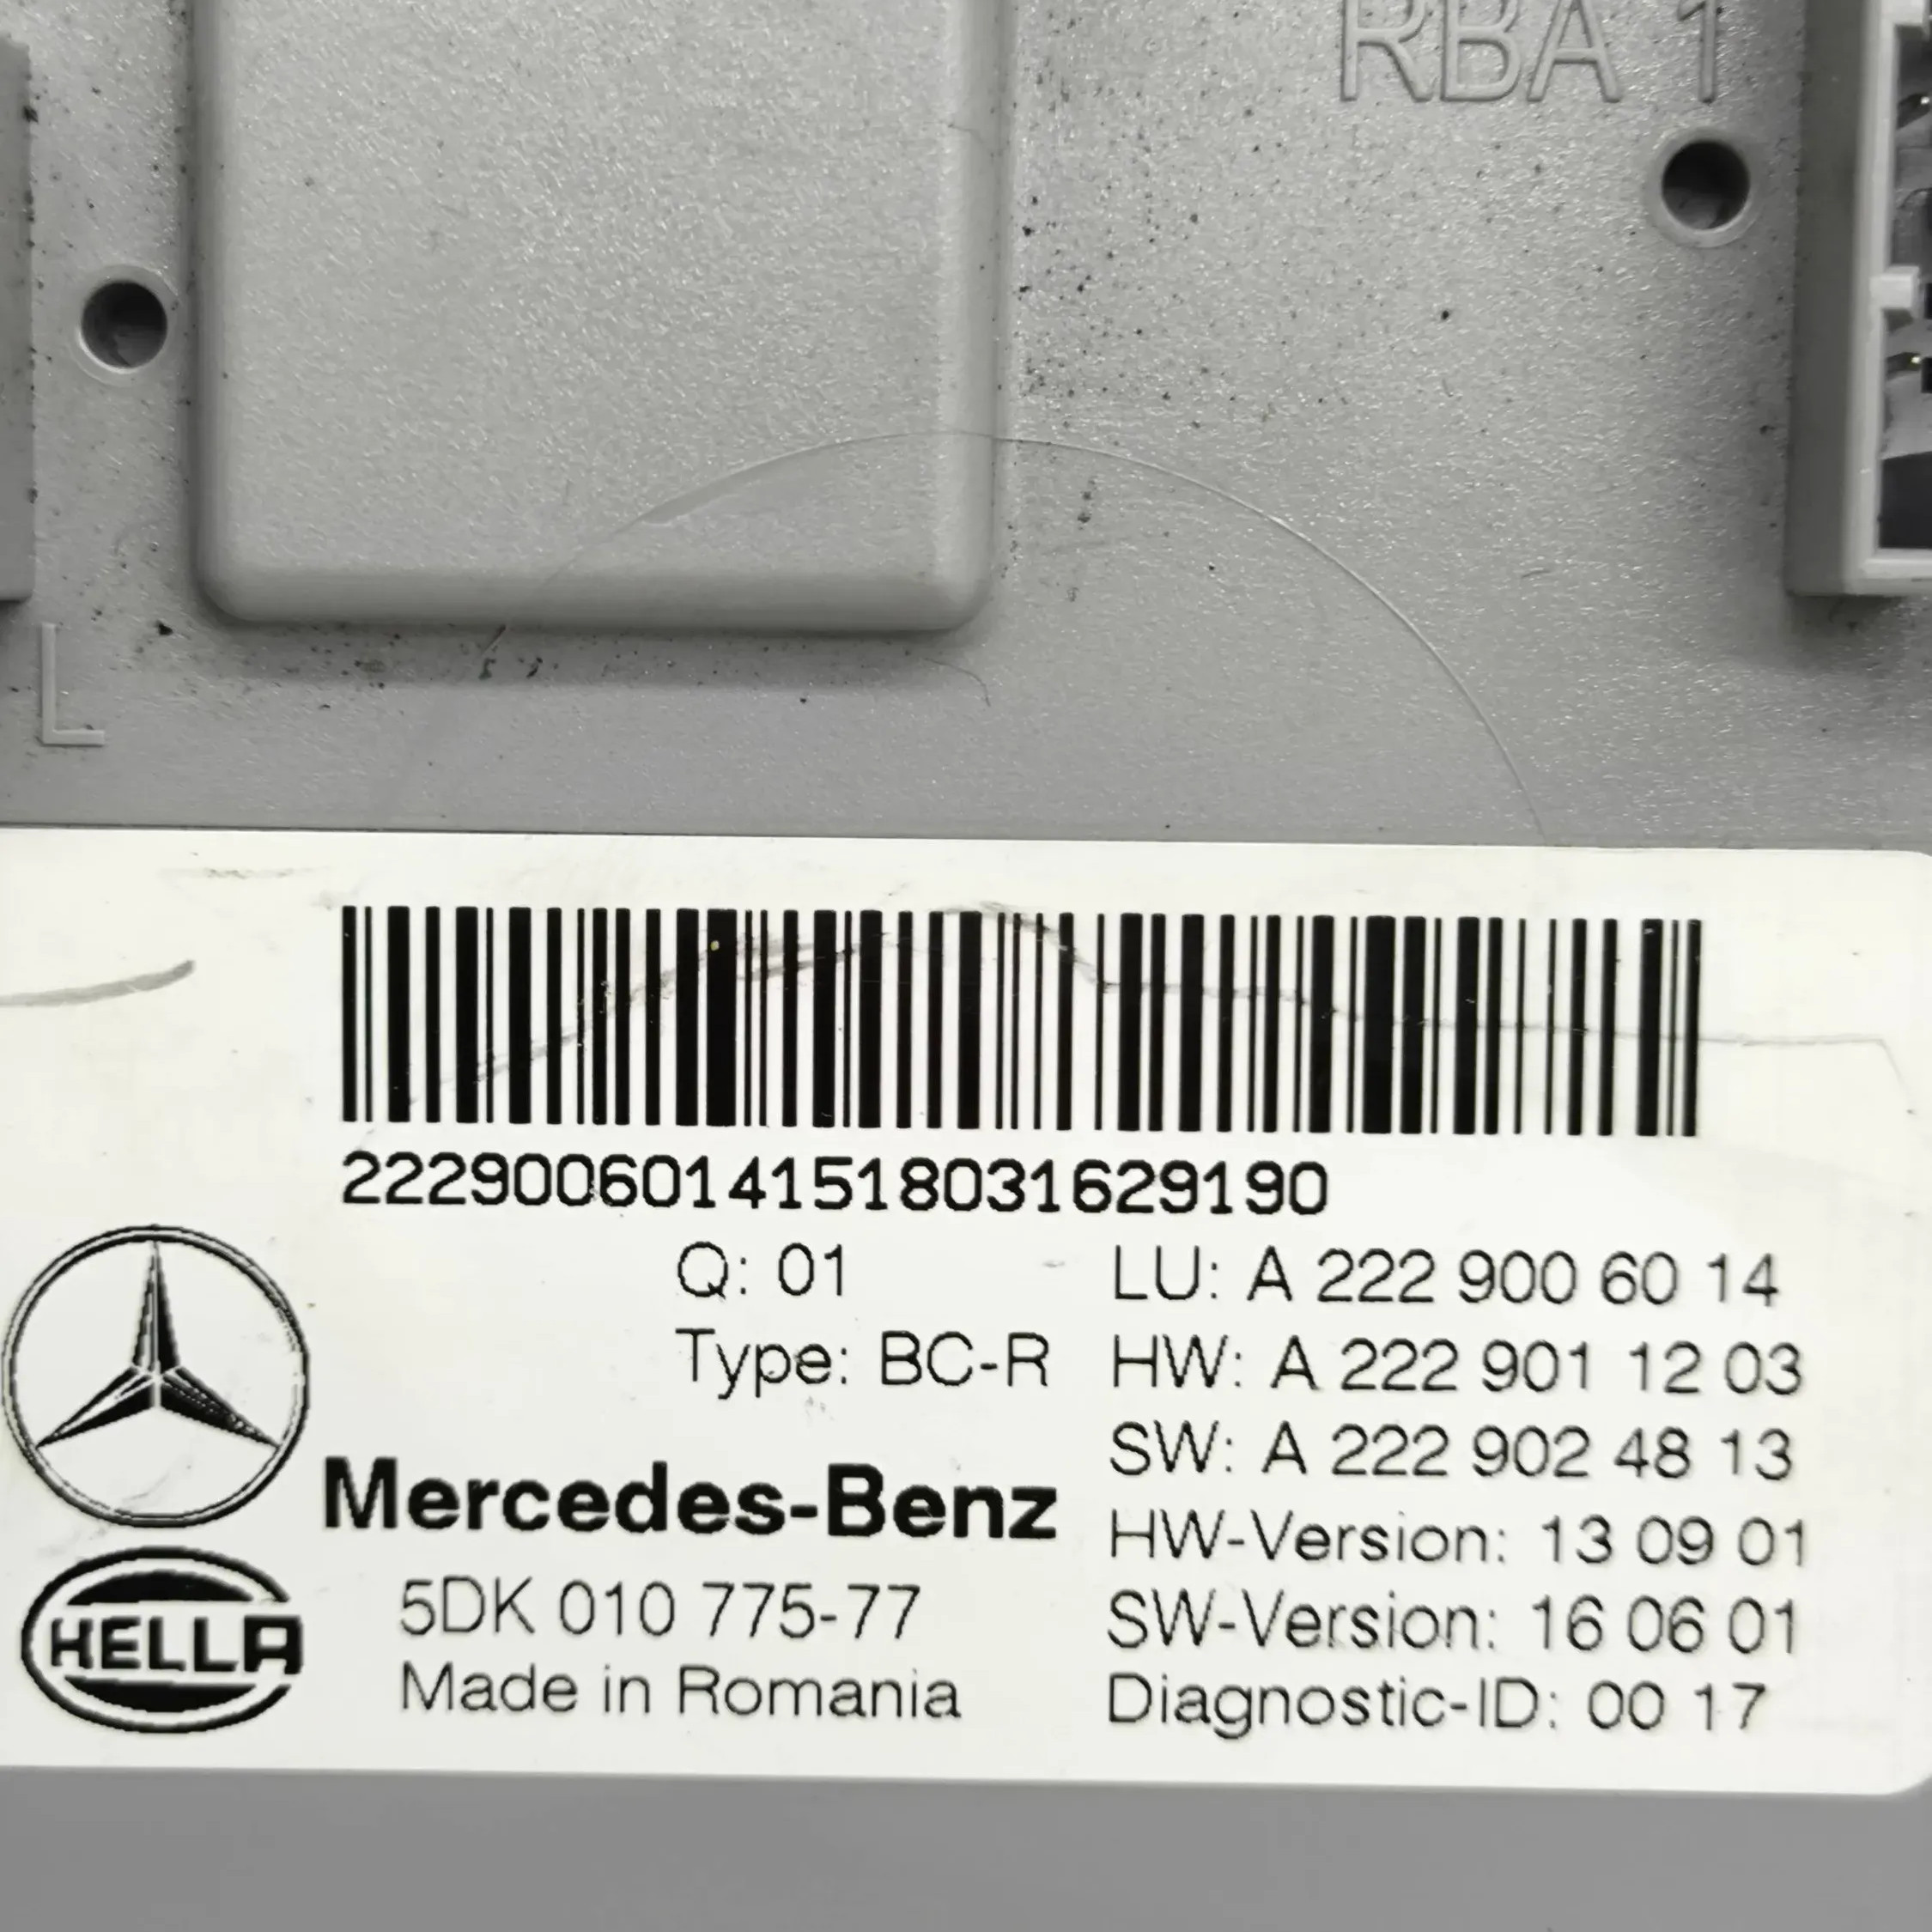 RBA 1
L
22290060141518031629190
Q: 01
LU: A 222 900 60 14
Type: BC-R
HW: A 222 901 12 03
SW: A 222 902 48 13
Mercedes-Benz
HW-Version: 13 09 01
5DK 010 775-77
SW-Version: 16 06 01
HELLA
Made in Romania
Diagnostic-ID: 00 17